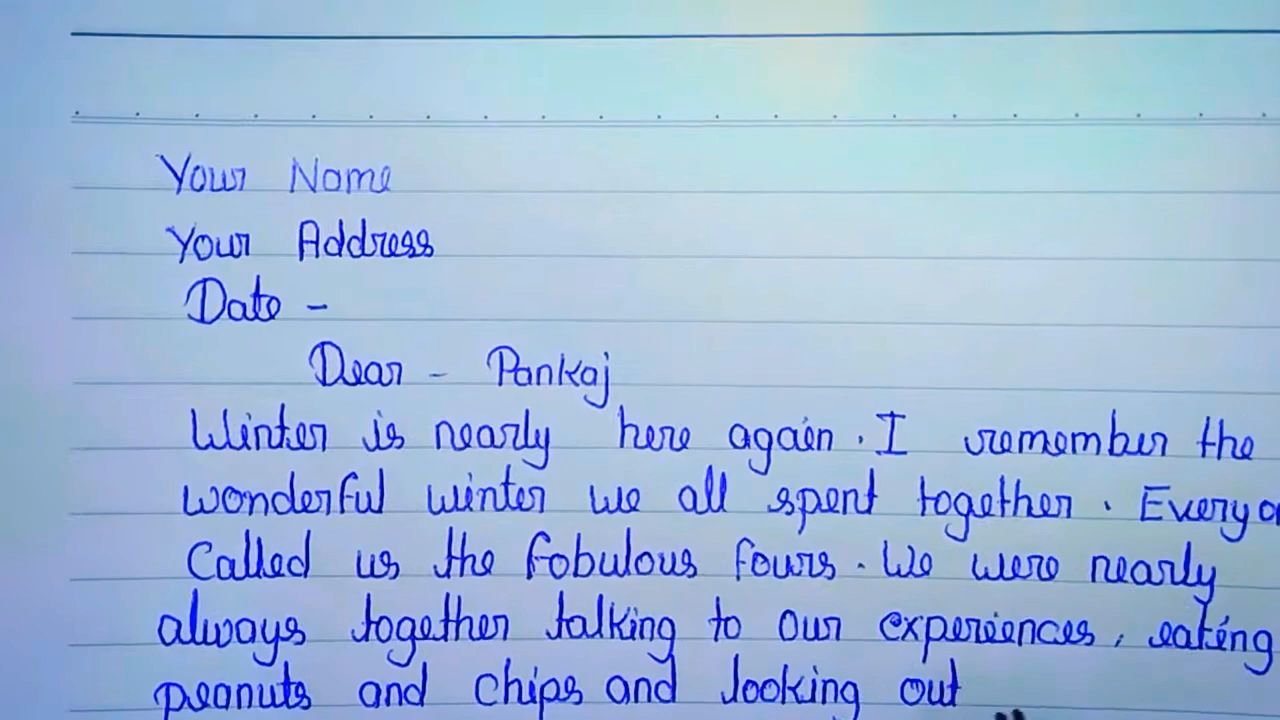 Your Name
Your Address
Date -
Dear - Pankaj
Winter is nearly here again. I remember the
wonderful winter we all spent together. Everyo
Called us the fobulous fours. We were nearly
always together talking to our experiences, eating
peanuts and chips and looking out